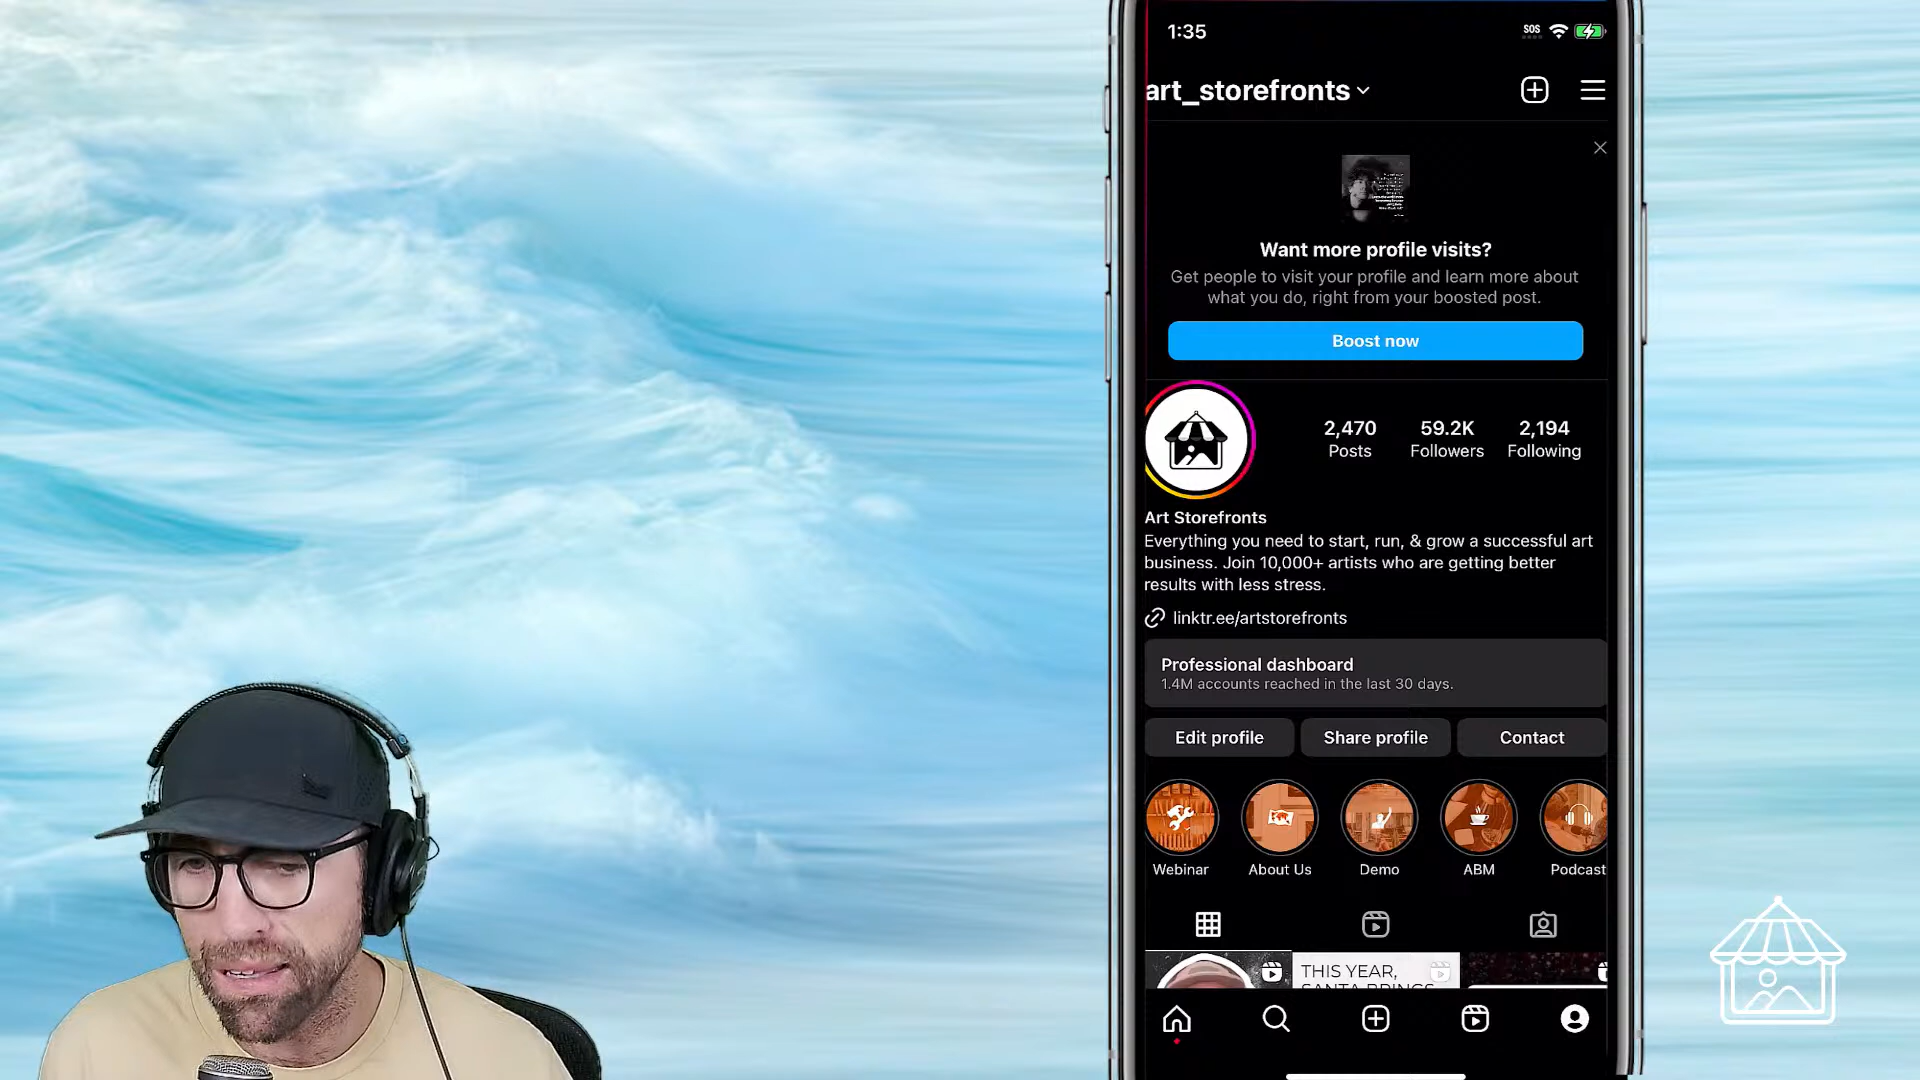 1:35
SOS
art_storefronts
Want more profile visits?
Get people to visit your profile and learn more about
what you do, right from your boosted post.
Boost now
2,470 59.2K 2,194
Posts Followers Following
Art Storefronts
Everything you need to start, run, & grow a successful art
business. Join 10,000+ artists who are getting better
results with less stress.
linktr.ee/artstorefronts
Professional dashboard
1.4M accounts reached in the last 30 days.
Edit profile Share profile Contact
Webinar About Us Demo ABM Podcast
THIS YEAR,
SANTA BRINGS